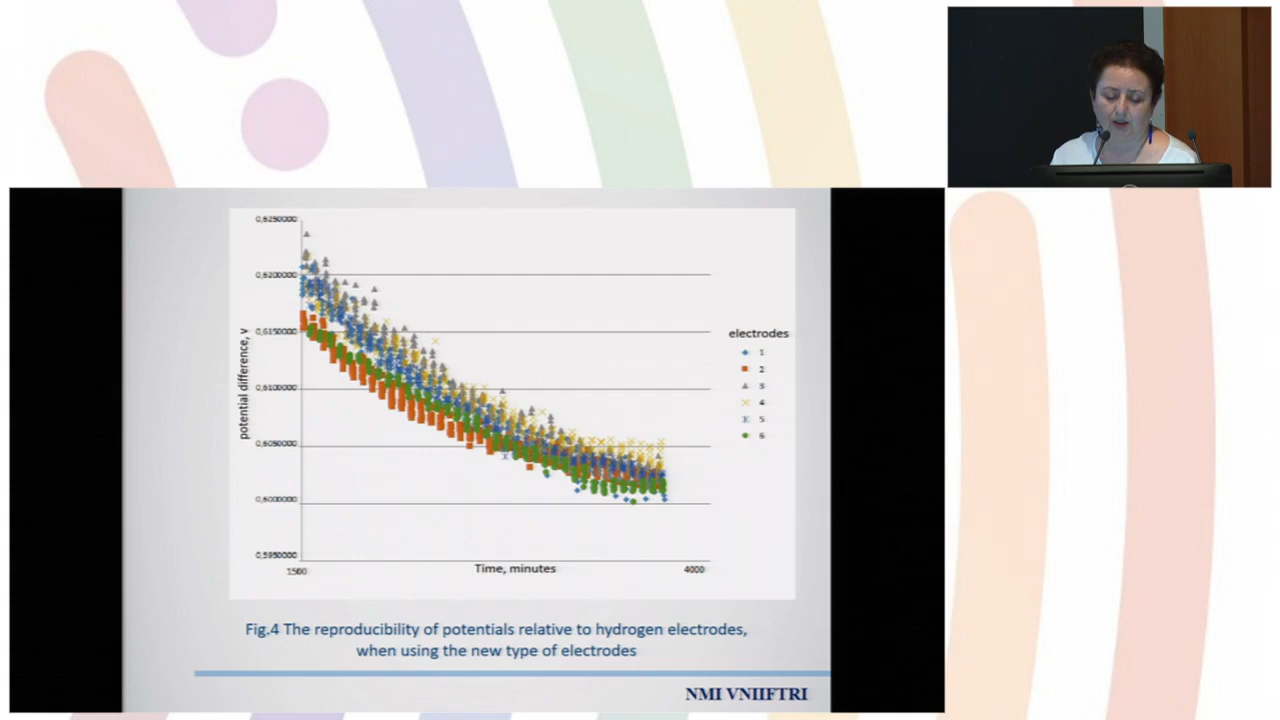 0,6250000
0,6200000
0,6150000
0,6100000
0,6050000
0,6000000
0,5950000
potential difference, v
1500
Time, minutes
4000
electrodes
1
2
3
4
5
6
Fig.4 The reproducibility of potentials relative to hydrogen electrodes,
when using the new type of electrodes
NMI VNIIFTRI